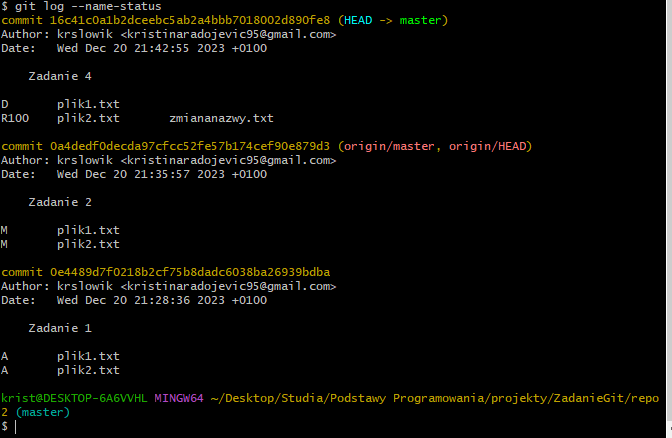 $ git log --name-status
commit 16c41c0a1b2dceebc5ab2a4bbb7018002d890fe8 (HEAD -> master)
Author: krslowik <kristinaradojevic95@gmail.com>
Date:   Wed Dec 20 21:42:55 2023 +0100
    Zadanie 4
D       plik1.txt
R100    plik2.txt       zmiananazwy.txt
commit 0a4dedf0decda97cfcc52fe57b174cef90e879d3 (origin/master, origin/HEAD)
Author: krslowik <kristinaradojevic95@gmail.com>
Date:   Wed Dec 20 21:35:57 2023 +0100
    Zadanie 2
M       plik1.txt
M       plik2.txt
commit 0e4489d7f0218b2cf75b8dadc6038ba26939bdba
Author: krslowik <kristinaradojevic95@gmail.com>
Date:   Wed Dec 20 21:28:36 2023 +0100
    Zadanie 1
A       plik1.txt
A       plik2.txt
krist@DESKTOP-6A6VVHL MINGW64 ~/Desktop/Studia/Podstawy Programowania/projekty/ZadanieGit/repo
2 (master)
$